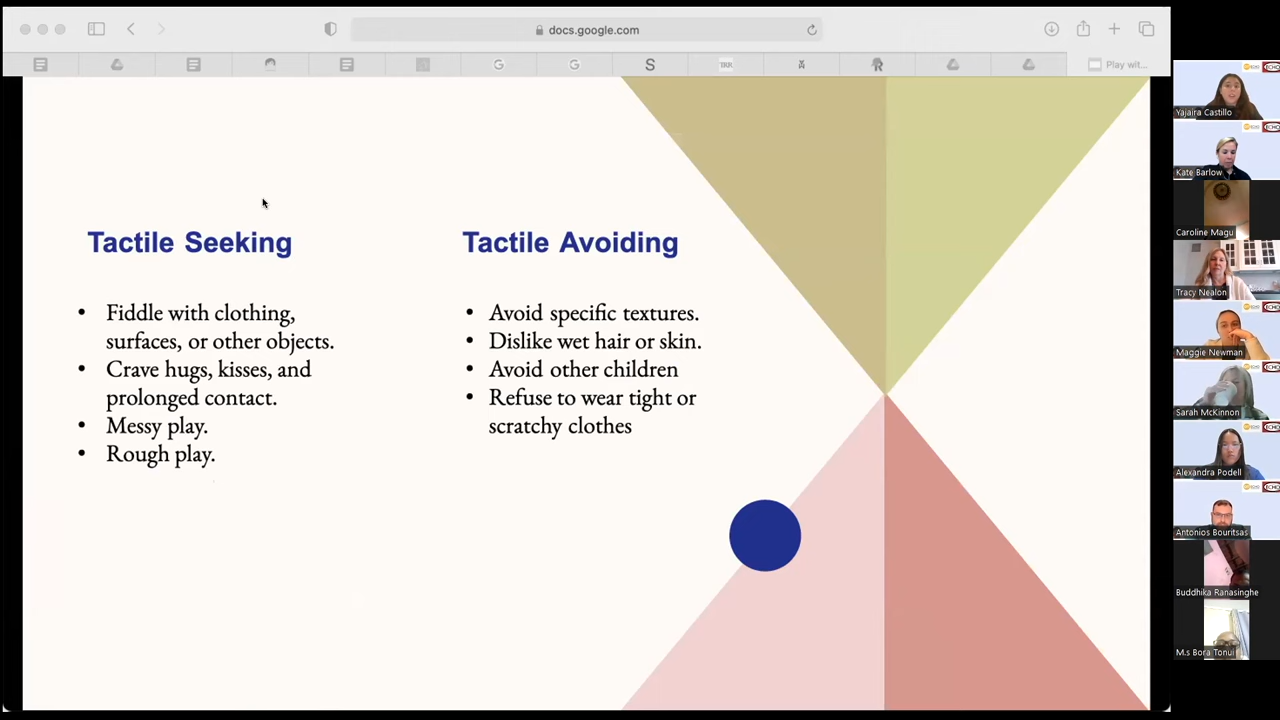 docs.google.com
Play wit...
Tactile Seeking
• Fiddle with clothing,
surfaces, or other objects.
• Crave hugs, kisses, and
prolonged contact.
• Messy play.
• Rough play.
Tactile Avoiding
• Avoid specific textures.
• Dislike wet hair or skin.
• Avoid other children
• Refuse to wear tight or
scratchy clothes
Yajaira Castillo
Kate Barlow
Caroline Magu
Tracy Nealon
Maggie Newman
Sarah McKinnon
Alexandra Podell
Antonios Bouritsas
Buddhika Ranasinghe
M.s Bora Tonui